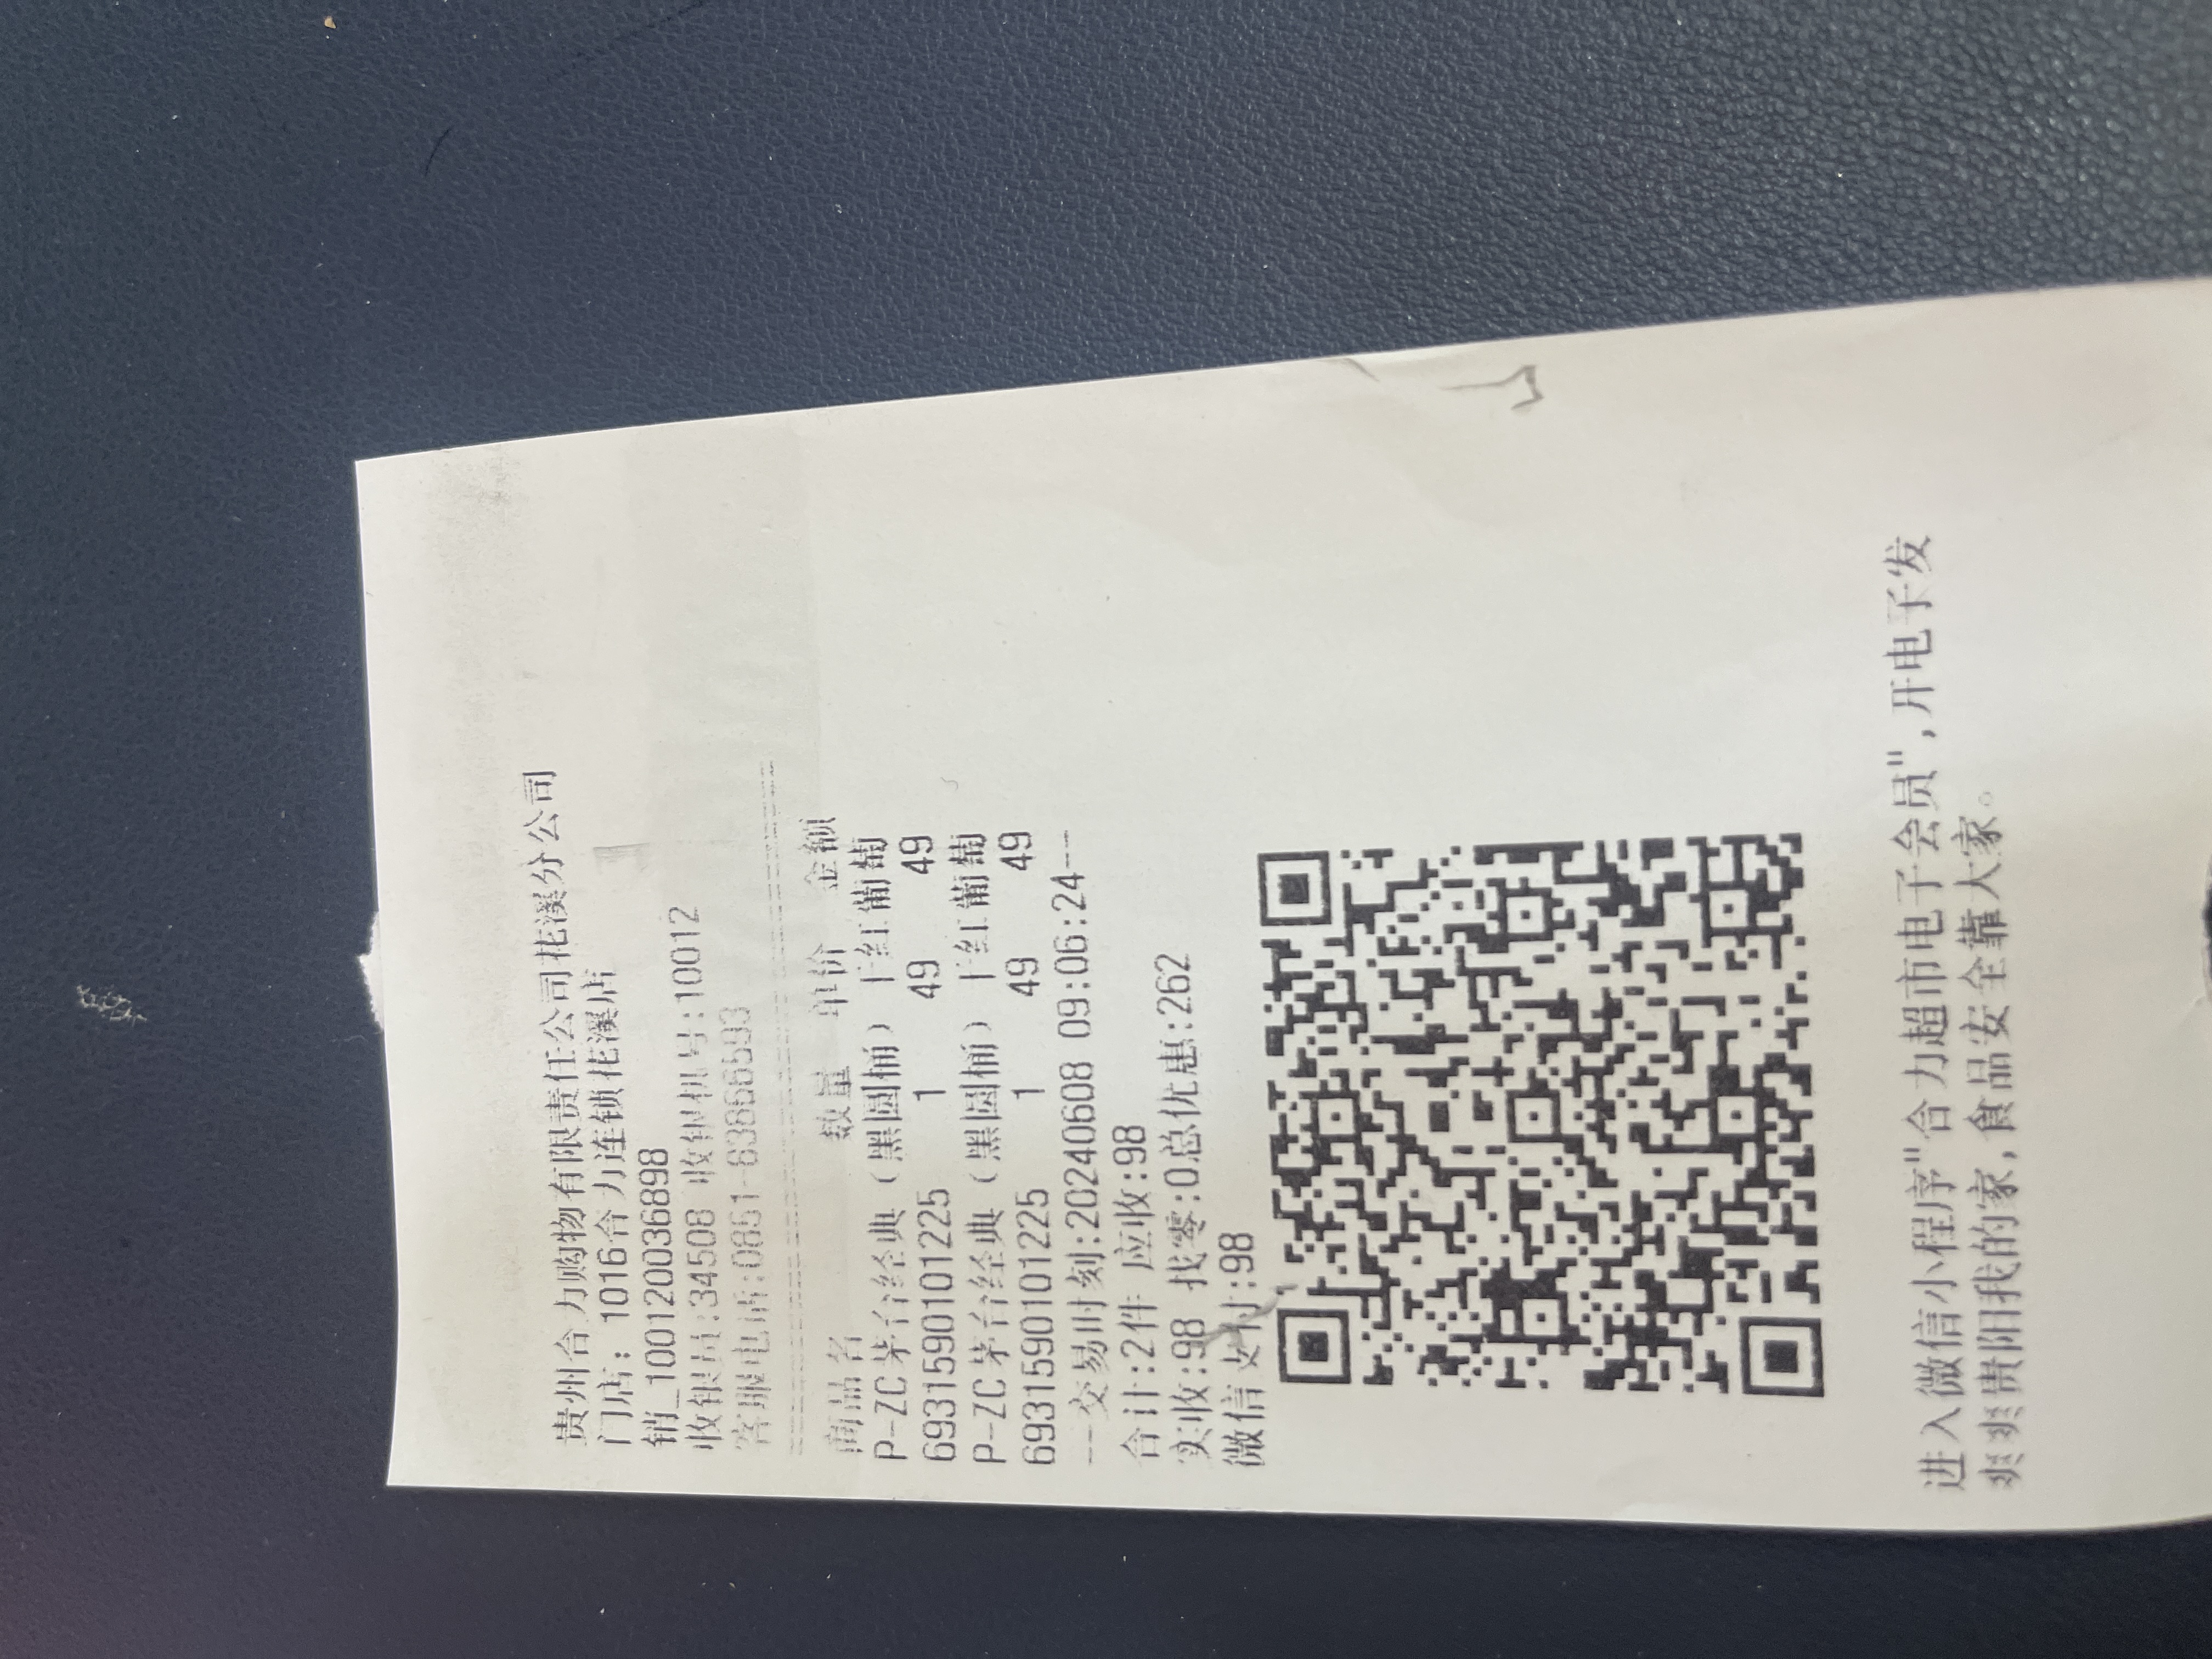 贵州合力购物有限责任公司花溪分公司
门店: 1016合力连锁花溪店
销_100120036898
收银员:34508 收银机号:10012
客服电话:0851-
商品名 数量 单价 金额
P-ZC茅台经典（黑圆桶）干红葡萄
6931590101225 1 49 49
P-ZC茅台经典（黑圆桶）干红葡萄
6931590101225 1 49 49
--交易时刻:20240608 09:06:24--
合计:2件 应收:98
实收:98 找零:0总优惠:262
微信支付:98
进入微信小程序"合力超市电子会员",开电子发
爽爽贵阳我的家,食品安全靠大家。